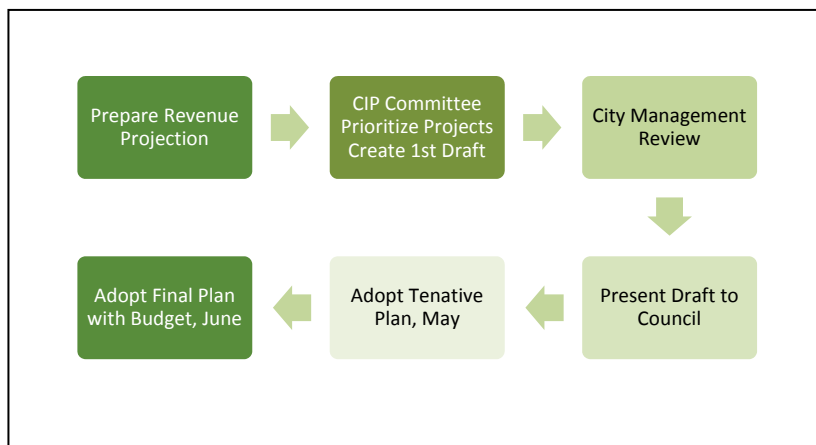 Prepare Revenue
Projection
CIP Committee
Prioritize Projects
Create 1st Draft
City Management
Review
Present Draft to
Council
Adopt Tenative
Plan, May
Adopt Final Plan
with Budget, June